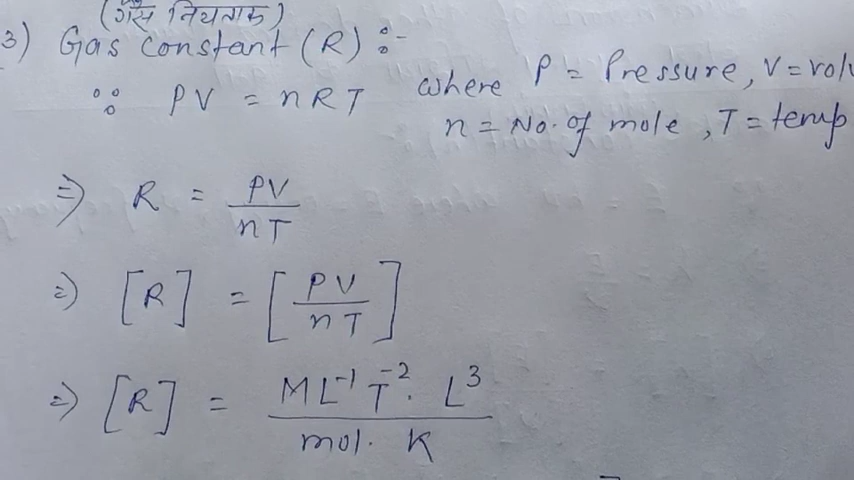 (गैस नियतांक)
3) Gas constant (R) :-
∵ PV = nRT where P = Pressure, V = volu
n = No. of mole, T = temp
⇒ R = PV / nT
⇒ [R] = [PV / nT]
⇒ [R] = ML⁻¹T⁻². L³ / mol. K